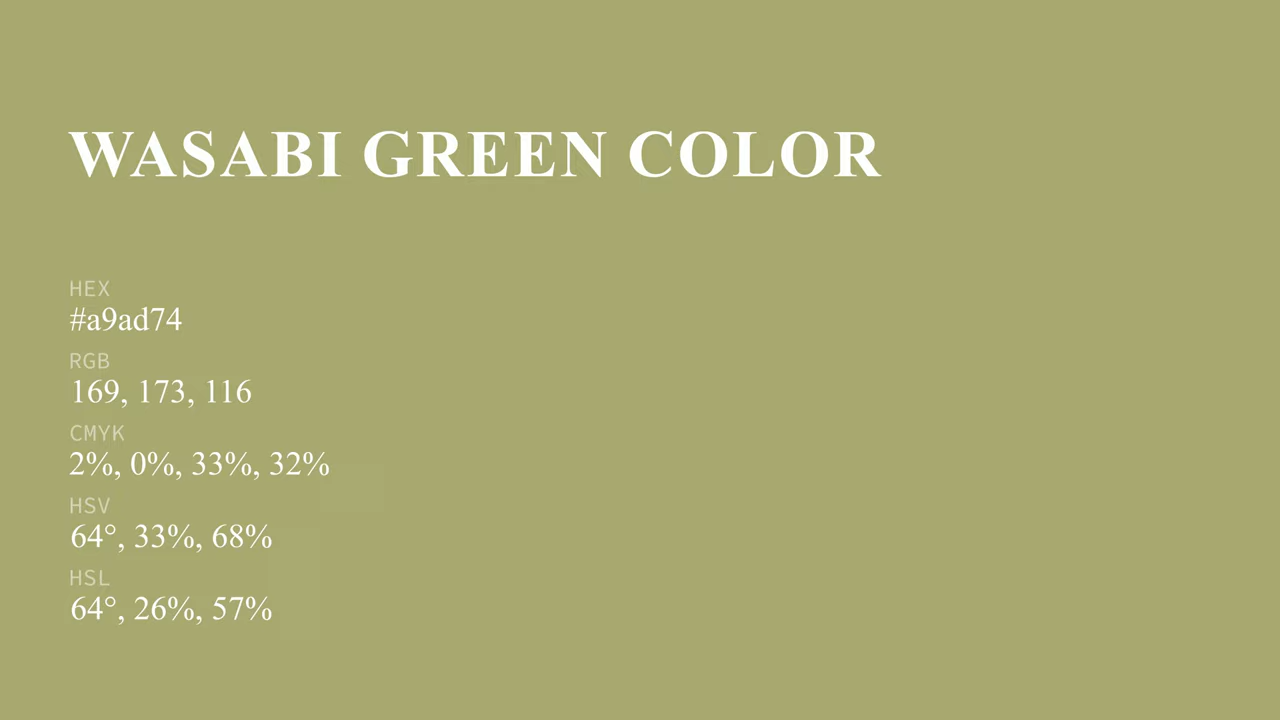 WASABI GREEN COLOR
HEX
#a9ad74
RGB
169, 173, 116
CMYK
2%, 0%, 33%, 32%
HSV
64°, 33%, 68%
HSL
64°, 26%, 57%